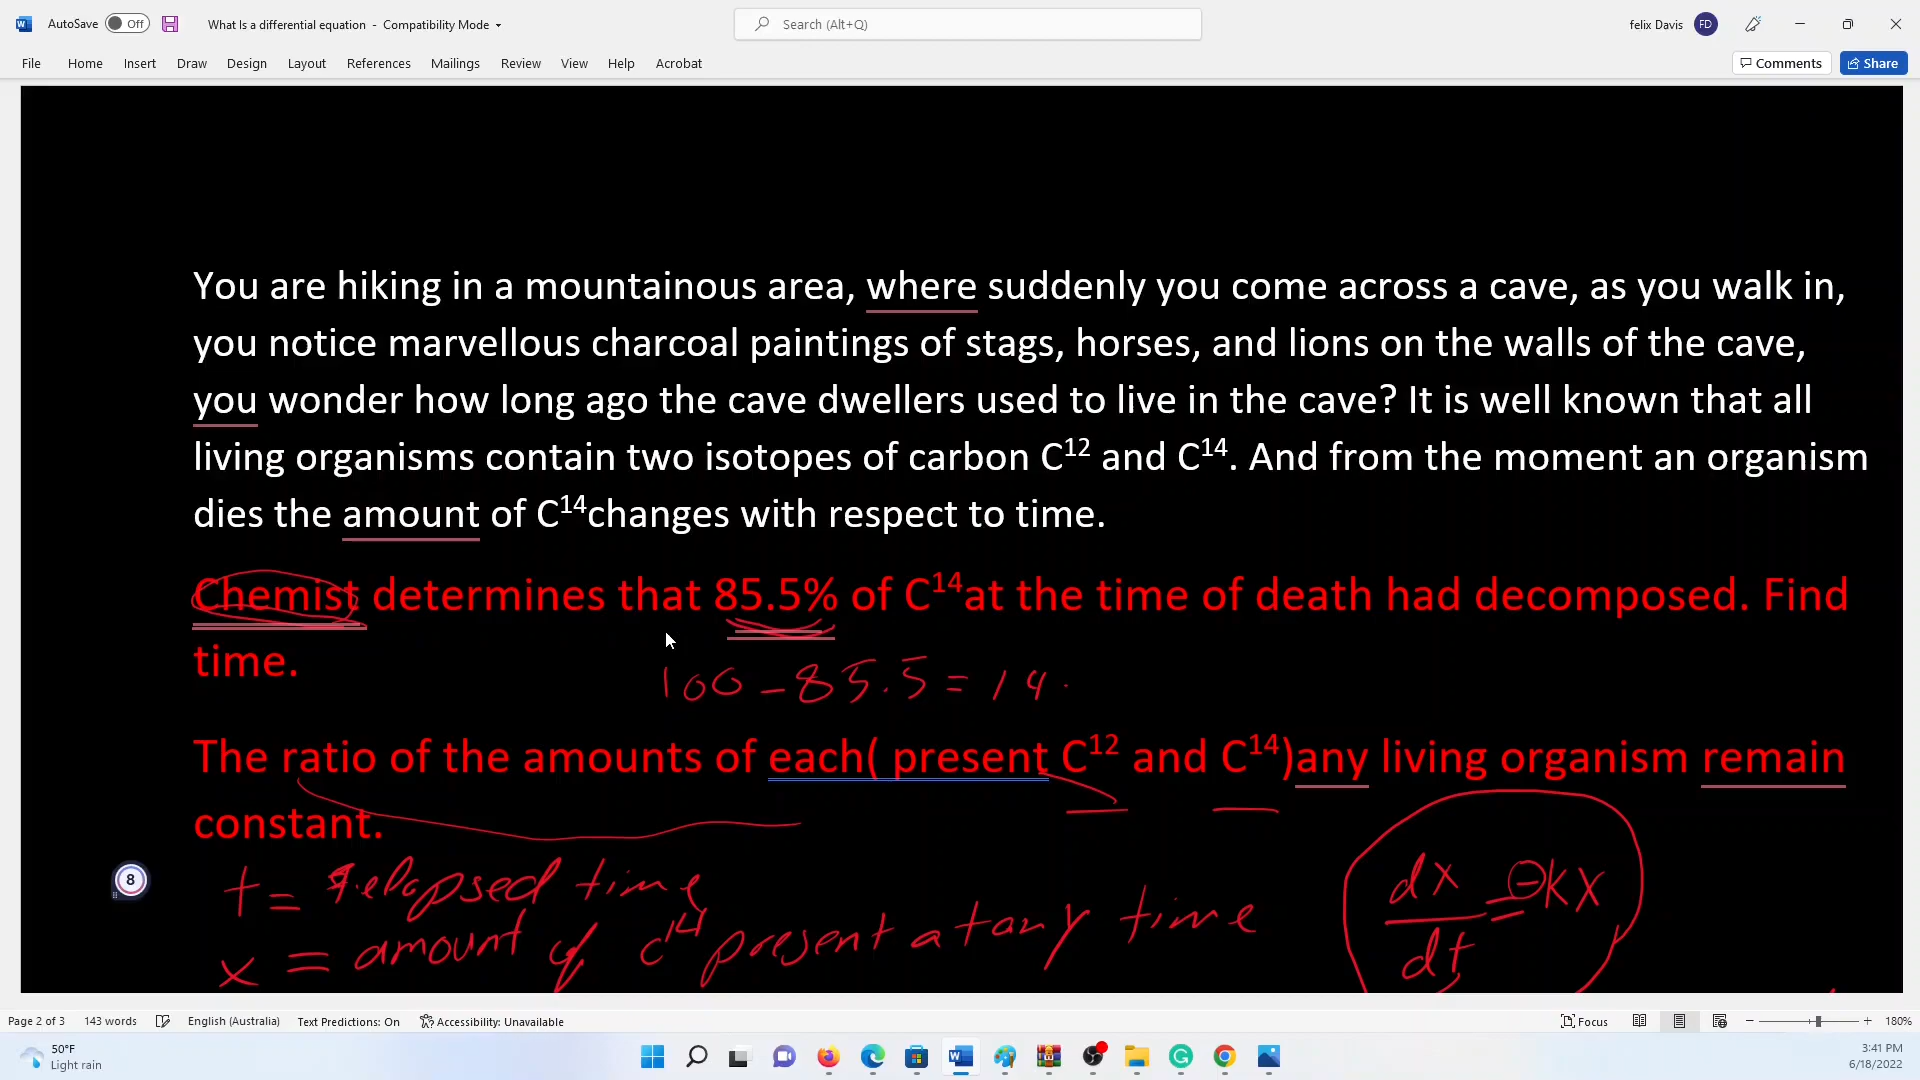 AutoSave Off What Is a differential equation - Compatibility Mode Search (Alt+Q) felix Davis FD
File Home Insert Draw Design Layout References Mailings Review View Help Acrobat Comments Share
You are hiking in a mountainous area, where suddenly you come across a cave, as you walk in,
you notice marvellous charcoal paintings of stags, horses, and lions on the walls of the cave,
you wonder how long ago the cave dwellers used to live in the cave? It is well known that all
living organisms contain two isotopes of carbon C¹² and C¹⁴. And from the moment an organism
dies the amount of C¹⁴changes with respect to time.
Chemist determines that 85.5% of C¹⁴at the time of death had decomposed. Find
time.
100 - 85.5 = 14.
The ratio of the amounts of each( present C¹² and C¹⁴)any living organism remain
constant.
t = elapsed time
x = amount of c¹⁴ present at any time
dx/dt = -kx
8
Page 2 of 3 143 words English (Australia) Text Predictions: On Accessibility: Unavailable Focus 180%
50°F
Light rain
3:41 PM
6/18/2022